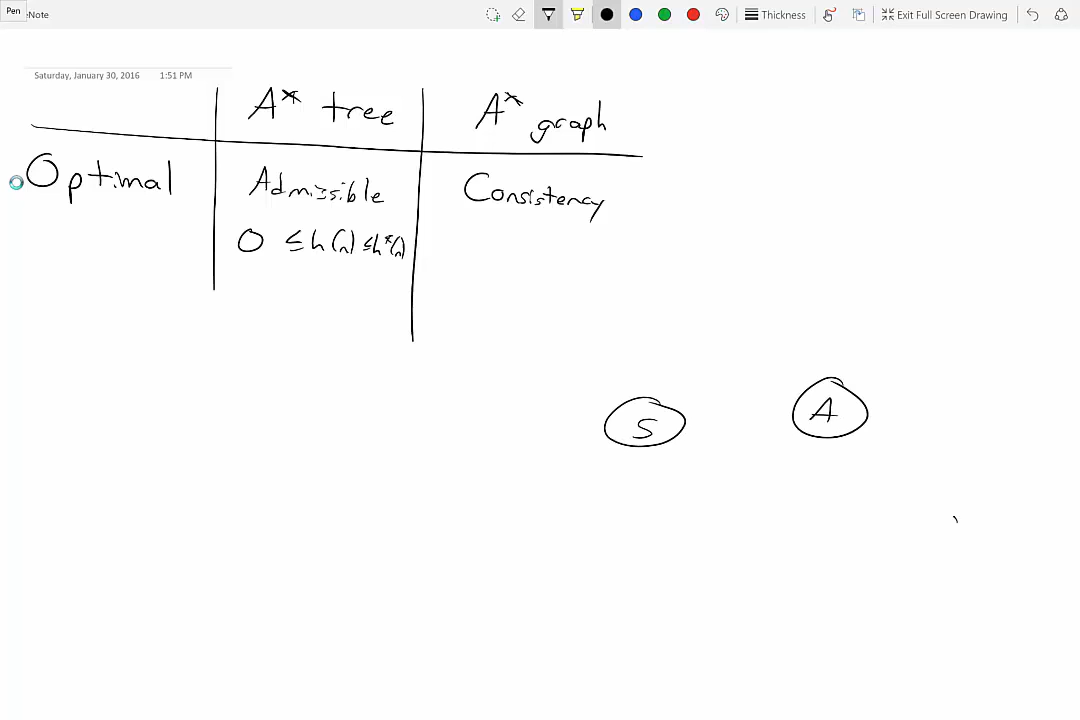 Pen
eNote
Thickness
Exit Full Screen Drawing
Saturday, January 30, 2016 1:51 PM
A* tree
A* graph
Optimal
Admissible
Consistency
0 ≤ h(n) ≤ h*(n)
S
A